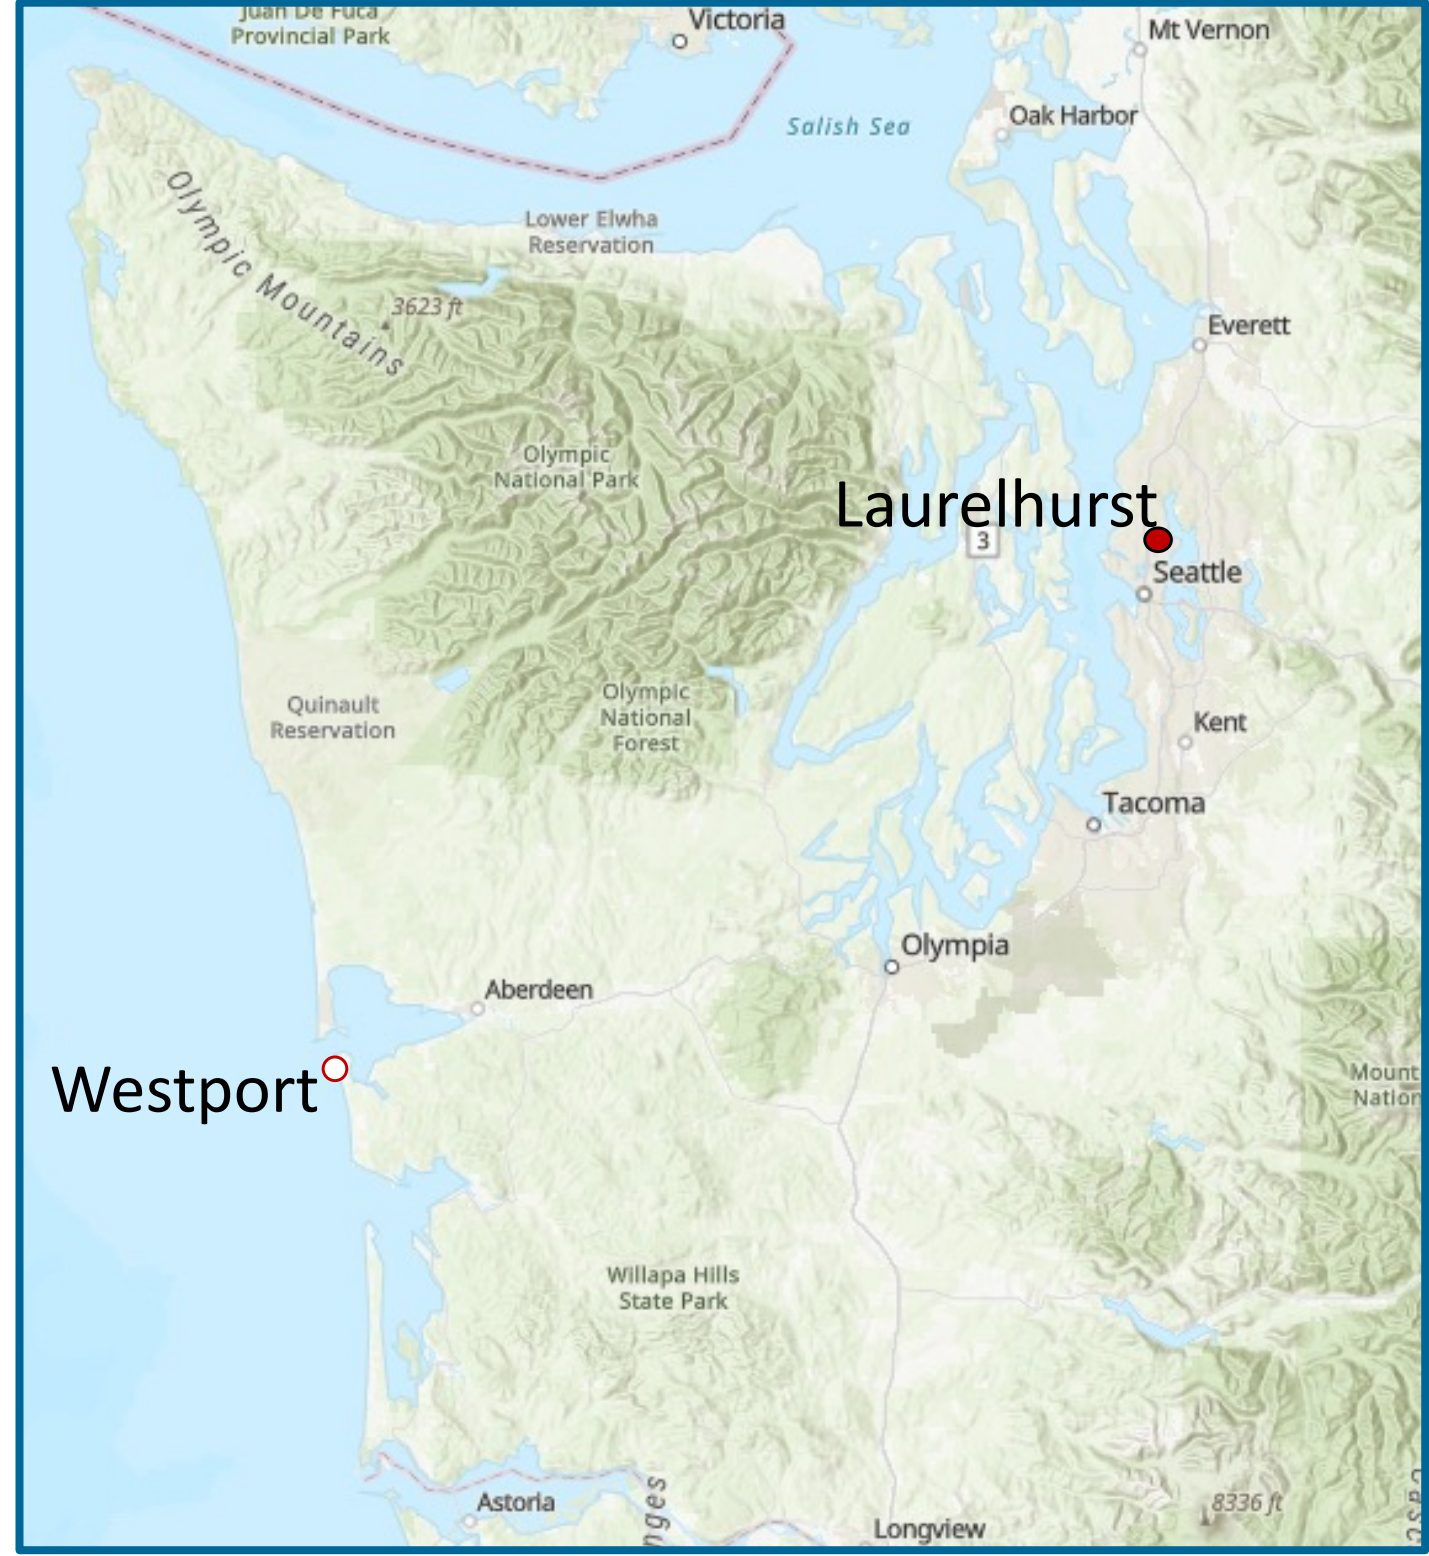 Juan De Fuca
Provincial Park
Victoria
Mt Vernon
Oak Harbor
Salish Sea
Olympic Mountains
Lower Elwha
Reservation
3623 ft
Everett
Olympic
National Park
Laurelhurst
3
Seattle
Quinault
Reservation
Olympic
National
Forest
Kent
Tacoma
Olympia
Aberdeen
Westport
Mount
Nation
Willapa Hills
State Park
Astoria
nges
8336 ft
Casc
Longview